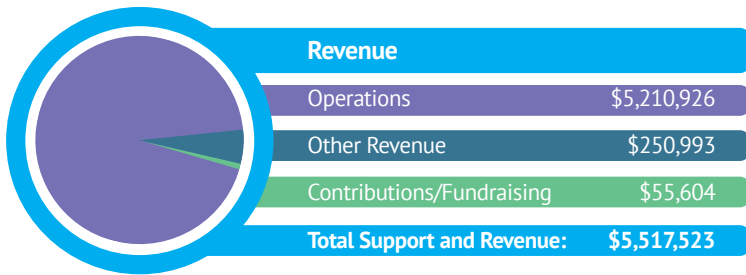 Revenue
Operations $5,210,926
Other Revenue $250,993
Contributions/Fundraising $55,604
Total Support and Revenue: $5,517,523